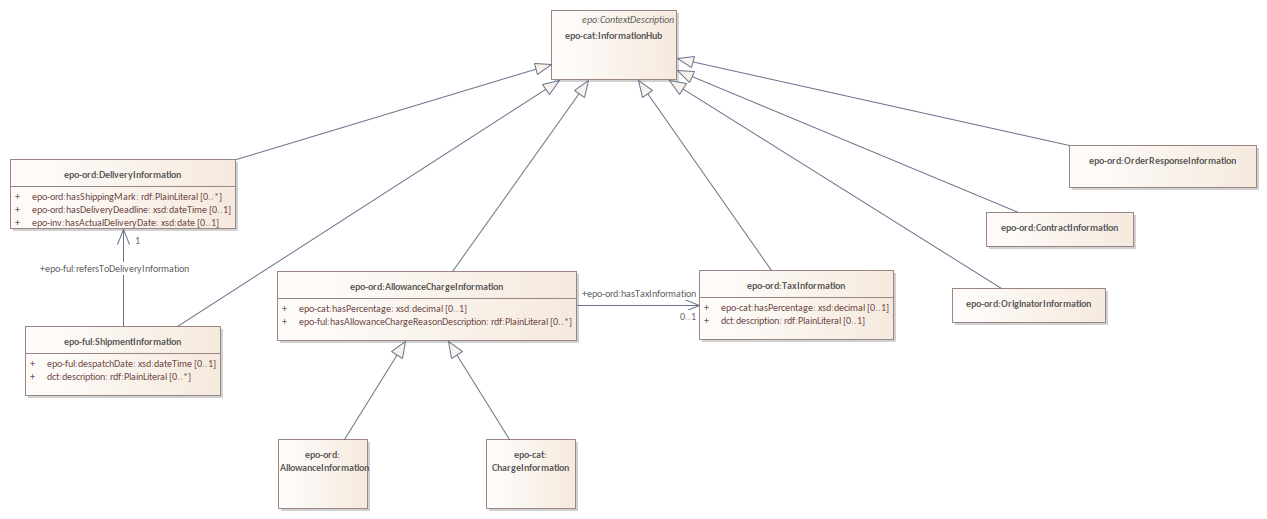 epo:ContextDescription
epo-cat:InformationHub
epo-ord:OrderResponseInformation
epo-ord:DeliveryInformation
+ epo-ord:hasShippingMark: rdf:PlainLiteral [0..*]
+ epo-ord:hasDeliveryDeadline: xsd:dateTime [0..1]
+ epo-inv:hasActualDeliveryDate: xsd:date [0..1]
epo-ord:ContractInformation
1
+epo-ful:refersToDeliveryInformation
epo-ord:AllowanceChargeInformation
+ epo-cat:hasPercentage: xsd:decimal [0..1]
+ epo-ful:hasAllowanceChargeReasonDescription: rdf:PlainLiteral [0..*]
+epo-ord:hasTaxInformation
0..1
epo-ord:TaxInformation
+ epo-cat:hasPercentage: xsd:decimal [0..1]
+ dct:description: rdf:PlainLiteral [0..1]
epo-ord:OriginatorInformation
epo-ful:ShipmentInformation
+ epo-ful:despatchDate: xsd:dateTime [0..1]
+ dct:description: rdf:PlainLiteral [0..*]
epo-ord:
AllowanceInformation
epo-cat:
ChargeInformation